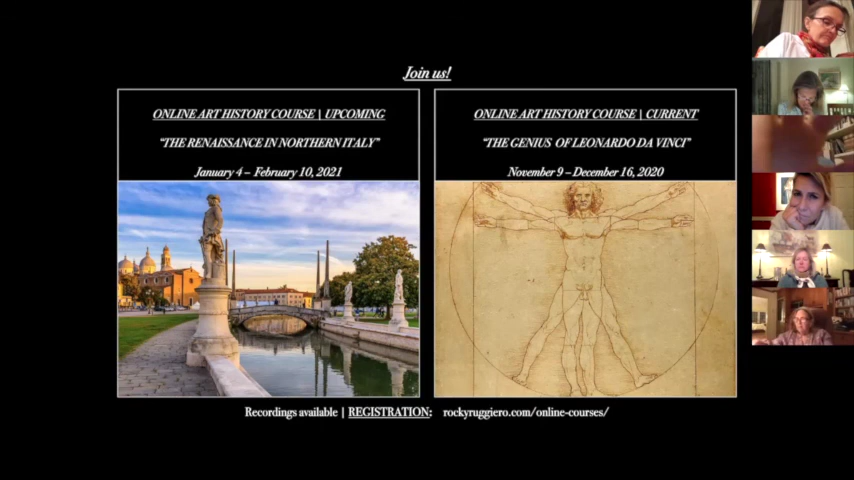 Join us!
ONLINE ART HISTORY COURSE | UPCOMING
“THE RENAISSANCE IN NORTHERN ITALY”
January 4 – February 10, 2021
ONLINE ART HISTORY COURSE | CURRENT
“THE GENIUS OF LEONARDO DA VINCI”
November 9 – December 16, 2020
Recordings available | REGISTRATION: rockyruggiero.com/online-courses/